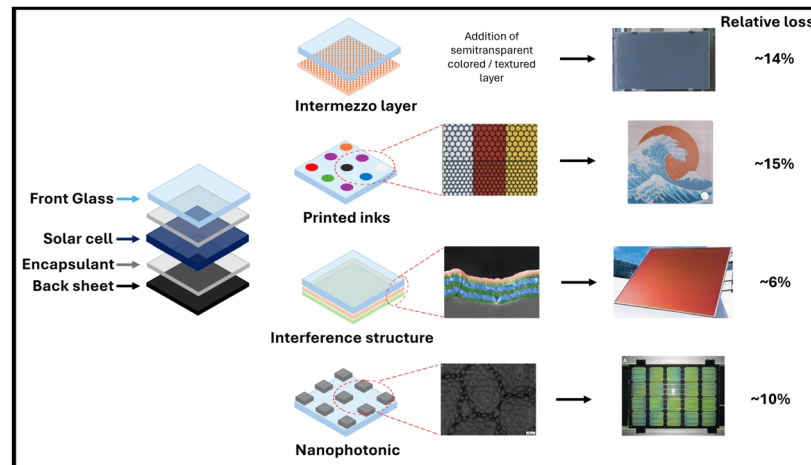 Relative loss
Addition of
semitransparent
colored / textured
layer
~14%
Intermezzo layer
~15%
Printed inks
Front Glass
Solar cell
Encapsulant
Back sheet
~6%
Interference structure
~10%
Nanophotonic